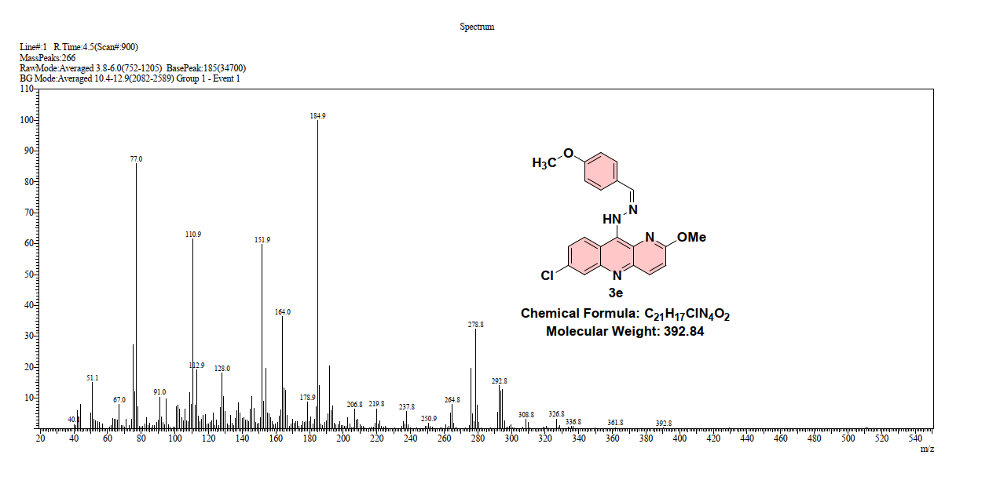 Spectrum
Line#:1 R.Time:4.5(Scan#:900)
MassPeaks:266
RawMode:Averaged 3.8-6.0(752-1205) BasePeak:185(34700)
BG Mode:Averaged 10.4-12.9(2082-2589) Group 1 - Event 1
110
100
90
80
70
60
50
40
30
20
10
184.9
77.0
110.9
151.9
164.0
278.8
112.9
128.0
51.1
91.0
67.0
178.9
206.8
219.8
237.8
250.9
264.8
292.8
308.8
326.8
336.8
361.8
392.8
40.1
H3C
O
N
HN
N
OMe
Cl
N
3e
Chemical Formula: C21H17ClN4O2
Molecular Weight: 392.84
20 40 60 80 100 120 140 160 180 200 220 240 260 280 300 320 340 360 380 400 420 440 460 480 500 520 540
m/z